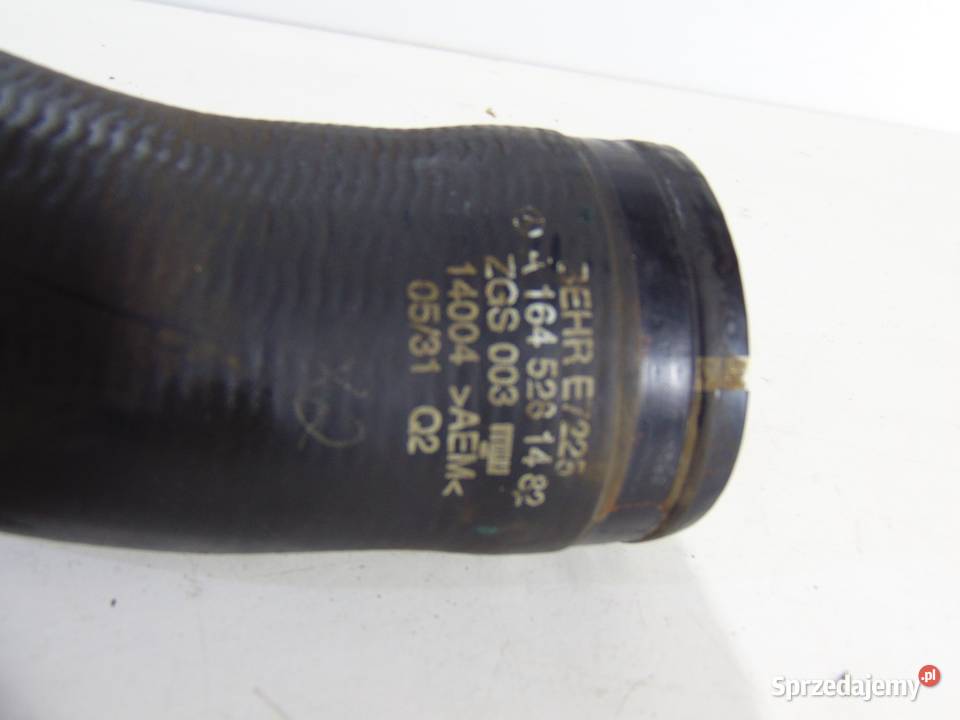 BEHR E7225
A 164 528 14 82
ZGS 003
14004 >AEM<
05/31 Q2
Sprzedajemy.pl